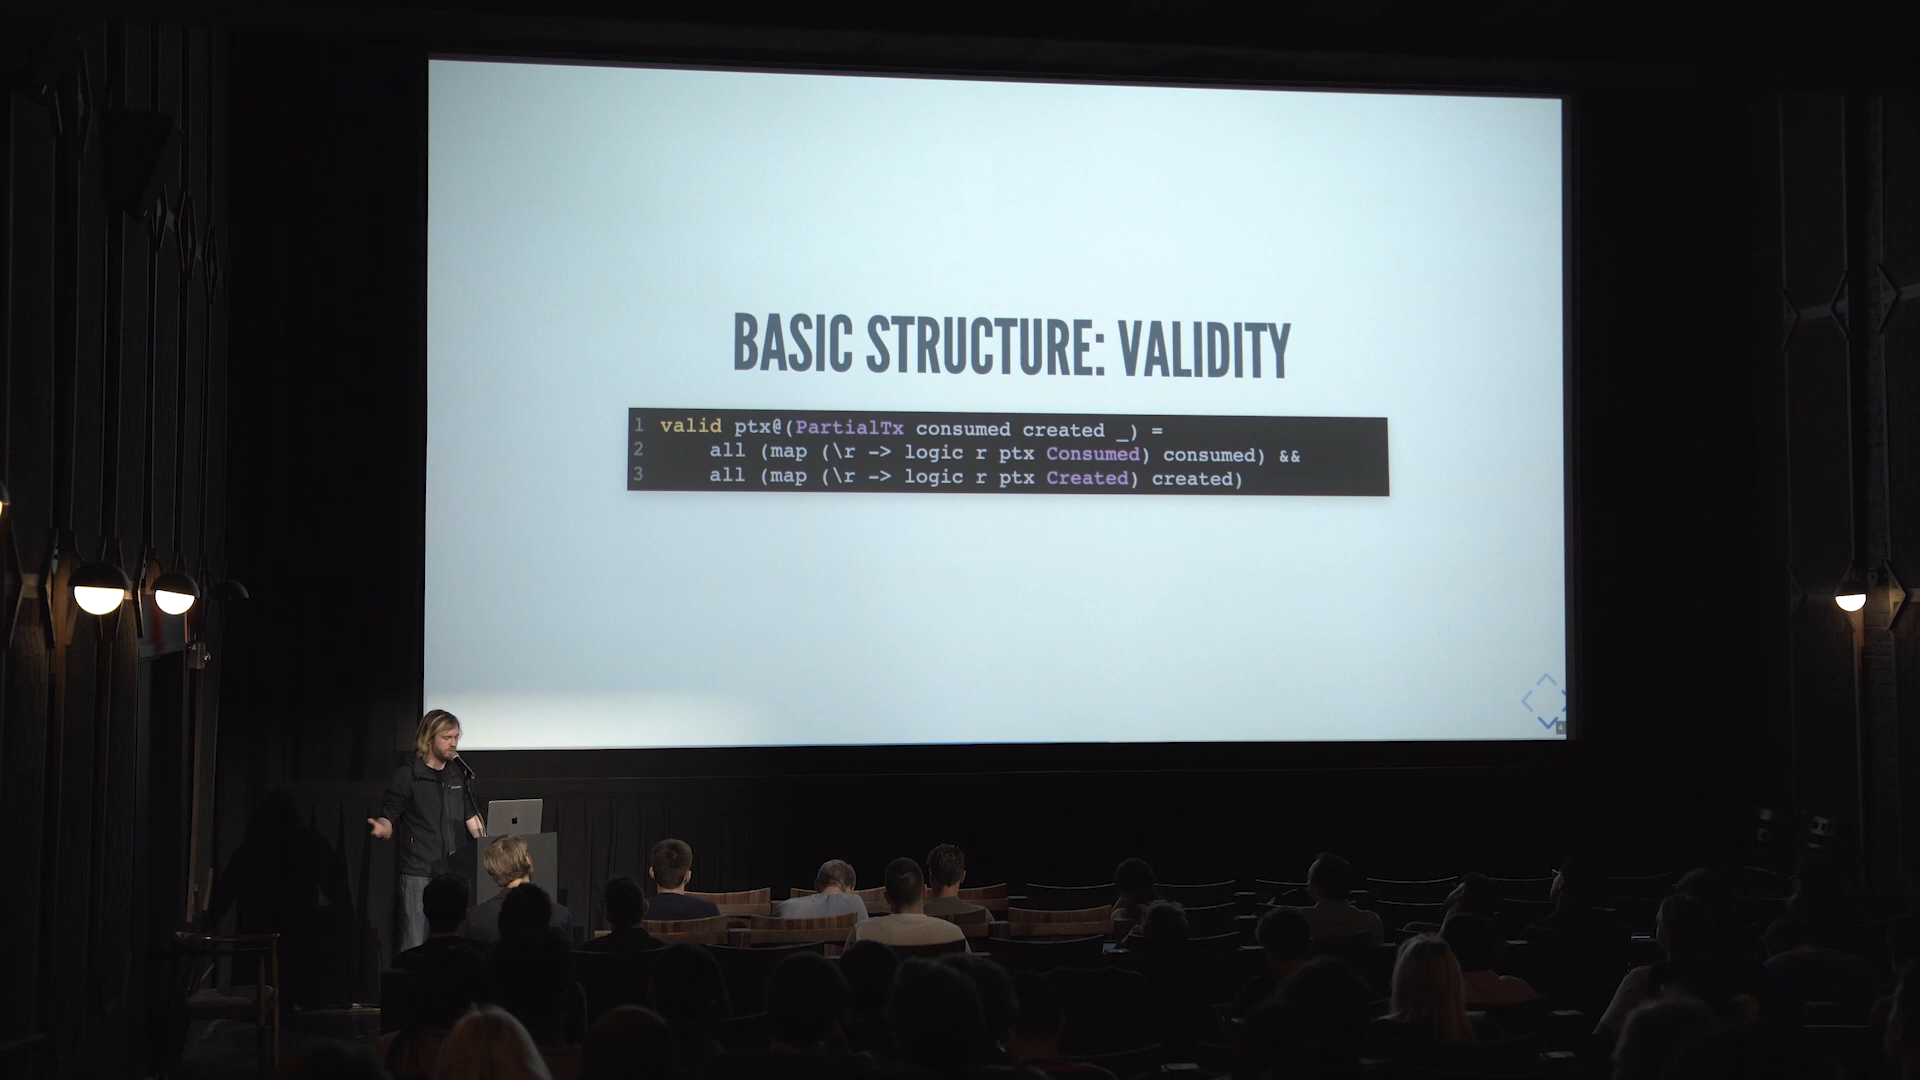 BASIC STRUCTURE: VALIDITY
1 valid ptx@(PartialTx consumed created _) =
2     all (map (\r -> logic r ptx Consumed) consumed) &&
3     all (map (\r -> logic r ptx Created) created)